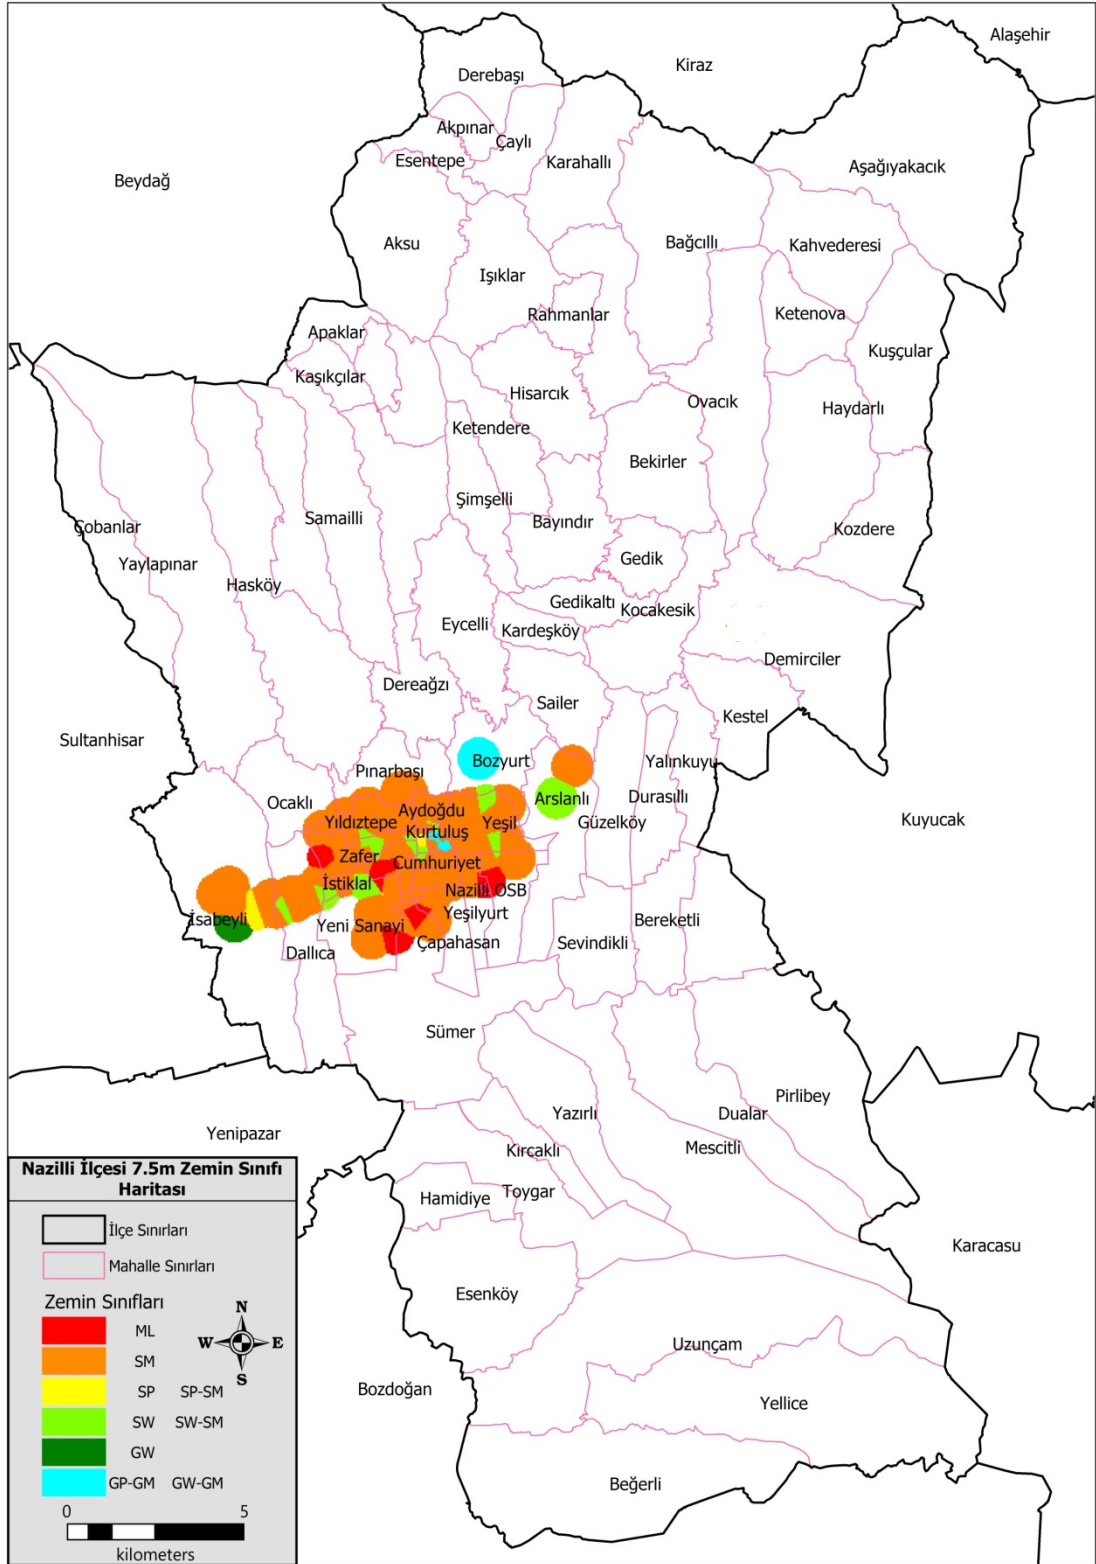 Alaşehir
Kiraz
Derebaşı
Akpınar
Çaylı
Esentepe
Karahallı
Aşağıyakacık
Beydağ
Aksu
Bağcıllı
Kahvederesi
Işıklar
Rahmanlar
Ketenova
Apaklar
Kuşçular
Kaşıkçılar
Hisarcık
Ovacık
Haydarlı
Ketendere
Bekirler
Şimşelli
Samailli
Bayındır
Çobanlar
Kozdere
Yaylapınar
Gedik
Hasköy
Gedikaltı
Kocakesik
Eycelli
Kardeşköy
Demirciler
Dereağzı
Sailer
Kestel
Sultanhisar
Bozyurt
Yalınkuyu
Pınarbaşı
Ocaklı
Arslanlı
Durasıllı
Aydoğdu
Yıldıztepe
Kurtuluş
Yeşil
Güzelköy
Kuyucak
Zafer
Cumhuriyet
İstiklal
Nazilli OSB
İsabeyli
Yeni Sanayi
Yeşilyurt
Bereketli
Çapahasan
Sevindikli
Dallıca
Sümer
Pirlibey
Yazırlı
Dualar
Yenipazar
Kırcaklı
Mescitli
Hamidiye
Toygar
Karacasu
Esenköy
Uzunçam
Bozdoğan
Yellice
Beğerli
Nazilli İlçesi 7.5m Zemin Sınıfı
Haritası
İlçe Sınırları
Mahalle Sınırları
Zemin Sınıfları
N
W E
S
ML
SM
SP SP-SM
SW SW-SM
GW
GP-GM GW-GM
0 5
kilometers